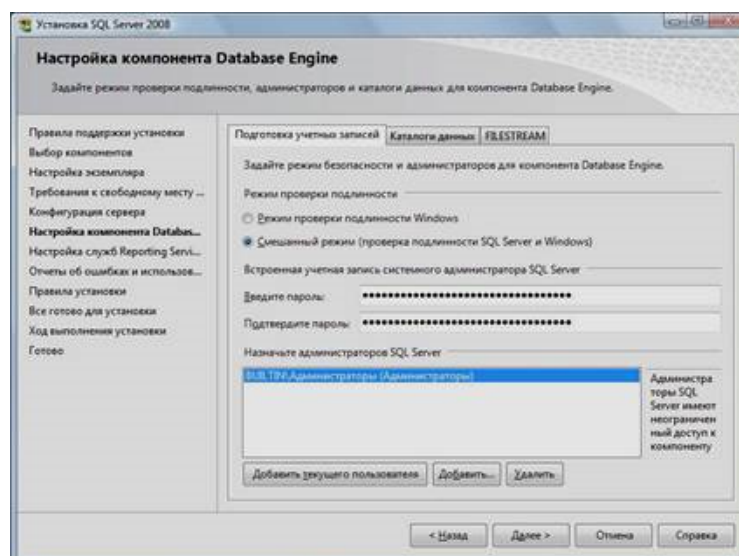 Установка SQL Server 2008
Настройка компонента Database Engine
Задайте режим проверки подлинности, администраторов и каталоги данных для компонента Database Engine.
Правила поддержки установки
Выбор компонентов
Настройка экземпляра
Требования к свободному месту ...
Конфигурация сервера
Настройка компонента Databas...
Настройка служб Reporting Servi...
Отчеты об ошибках и использов...
Правила установки
Все готово для установки
Ход выполнения установки
Готово
Подготовка учетных записей
Каталоги данных
FILESTREAM
Задайте режим безопасности и администраторов для компонента Database Engine.
Режим проверки подлинности
Режим проверки подлинности Windows
Смешанный режим (проверка подлинности SQL Server и Windows)
Встроенная учетная запись системного администратора SQL Server
Введите пароль:
Подтвердите пароль:
Назначьте администраторов SQL Server
BUILTIN\Администраторы (Администраторы)
Администра
торы SQL
Server имеют
неограничен
ный доступ к
компоненту
Добавить текущего пользователя
Добавить...
Удалить
< Назад
Далее >
Отмена
Справка